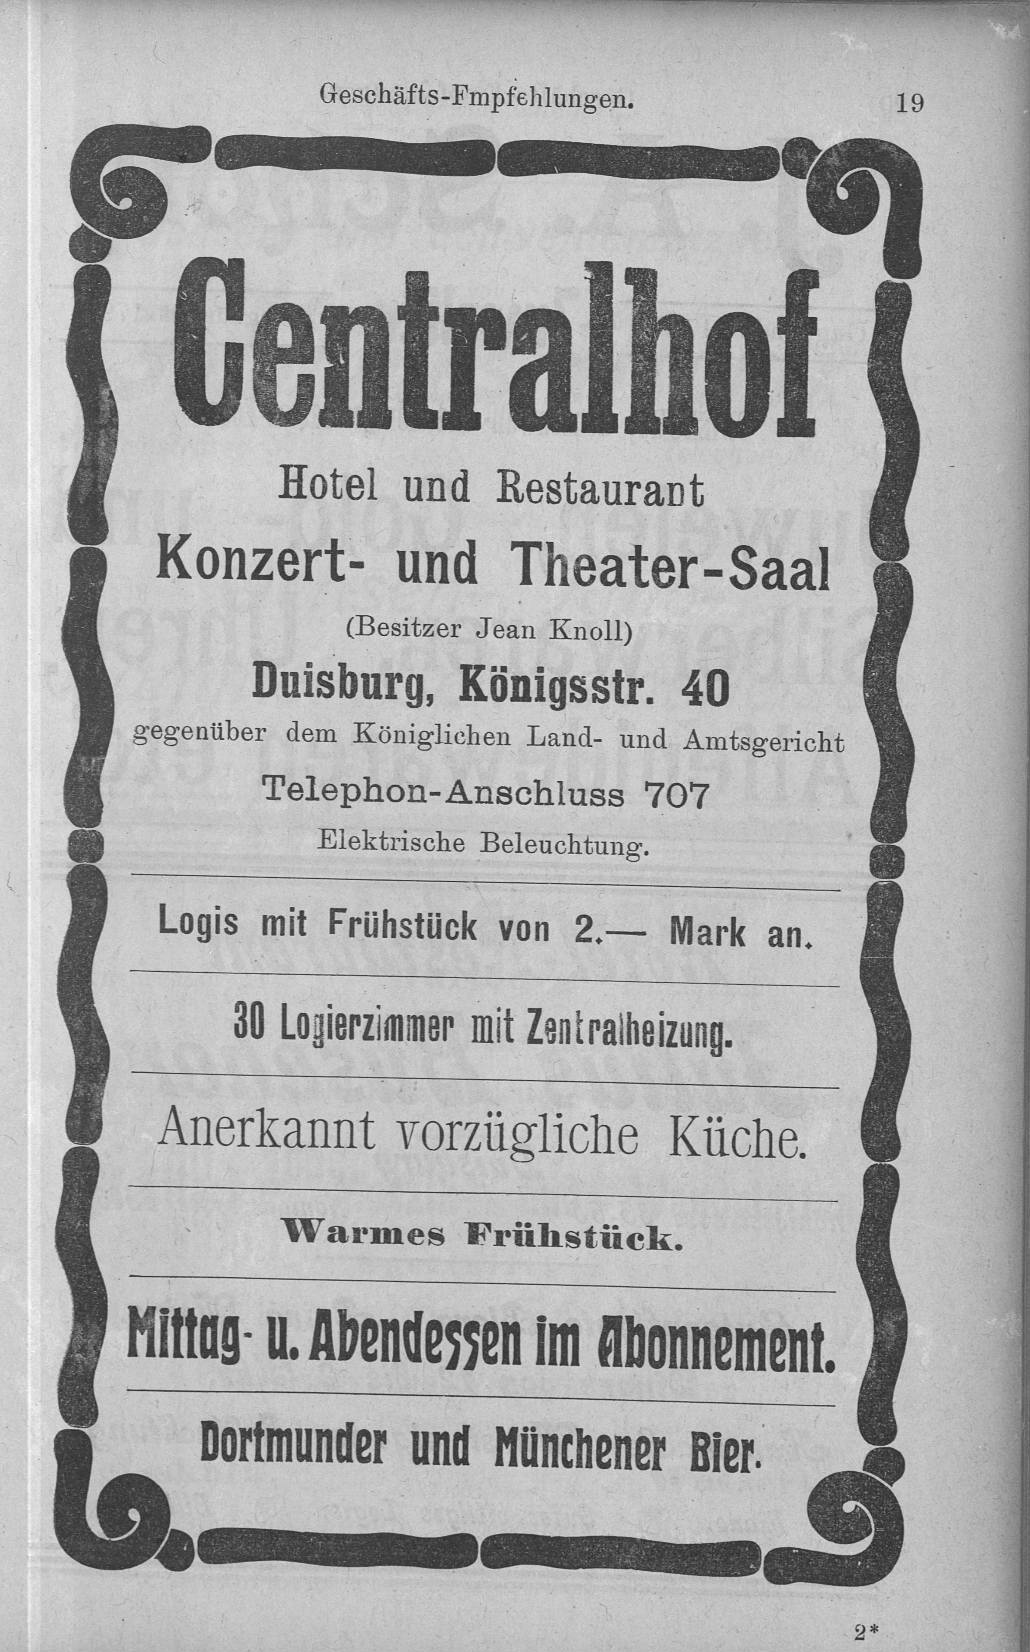 Geschäfts-Empfehlungen.
19
Centralhof
Hotel und Restaurant
Konzert- und Theater-Saal
(Besitzer Jean Knoll)
Duisburg, Königsstr. 40
gegenüber dem Königlichen Land- und Amtsgericht
Telephon-Anschluss 707
Elektrische Beleuchtung.
Logis mit Frühstück von 2.— Mark an.
30 Logierzimmer mit Zentralheizung.
Anerkannt vorzügliche Küche.
Warmes Frühstück.
Mittag- u. Abendessen im Abonnement.
Dortmunder und Münchener Bier.
2*